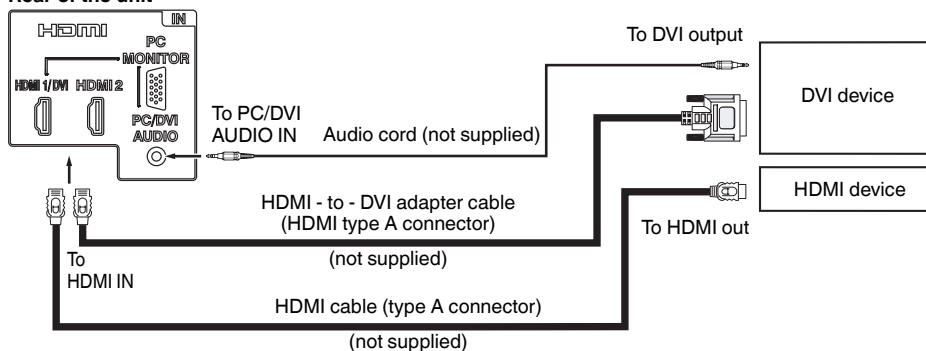 Rear of the unit
IN
HDMI
PC
MONITOR
HDMI 1/DVI HDMI 2
PC/DVI
AUDIO
To PC/DVI
AUDIO IN
Audio cord (not supplied)
To DVI output
DVI device
HDMI - to - DVI adapter cable
(HDMI type A connector)
(not supplied)
HDMI device
To HDMI out
To
HDMI IN
HDMI cable (type A connector)
(not supplied)